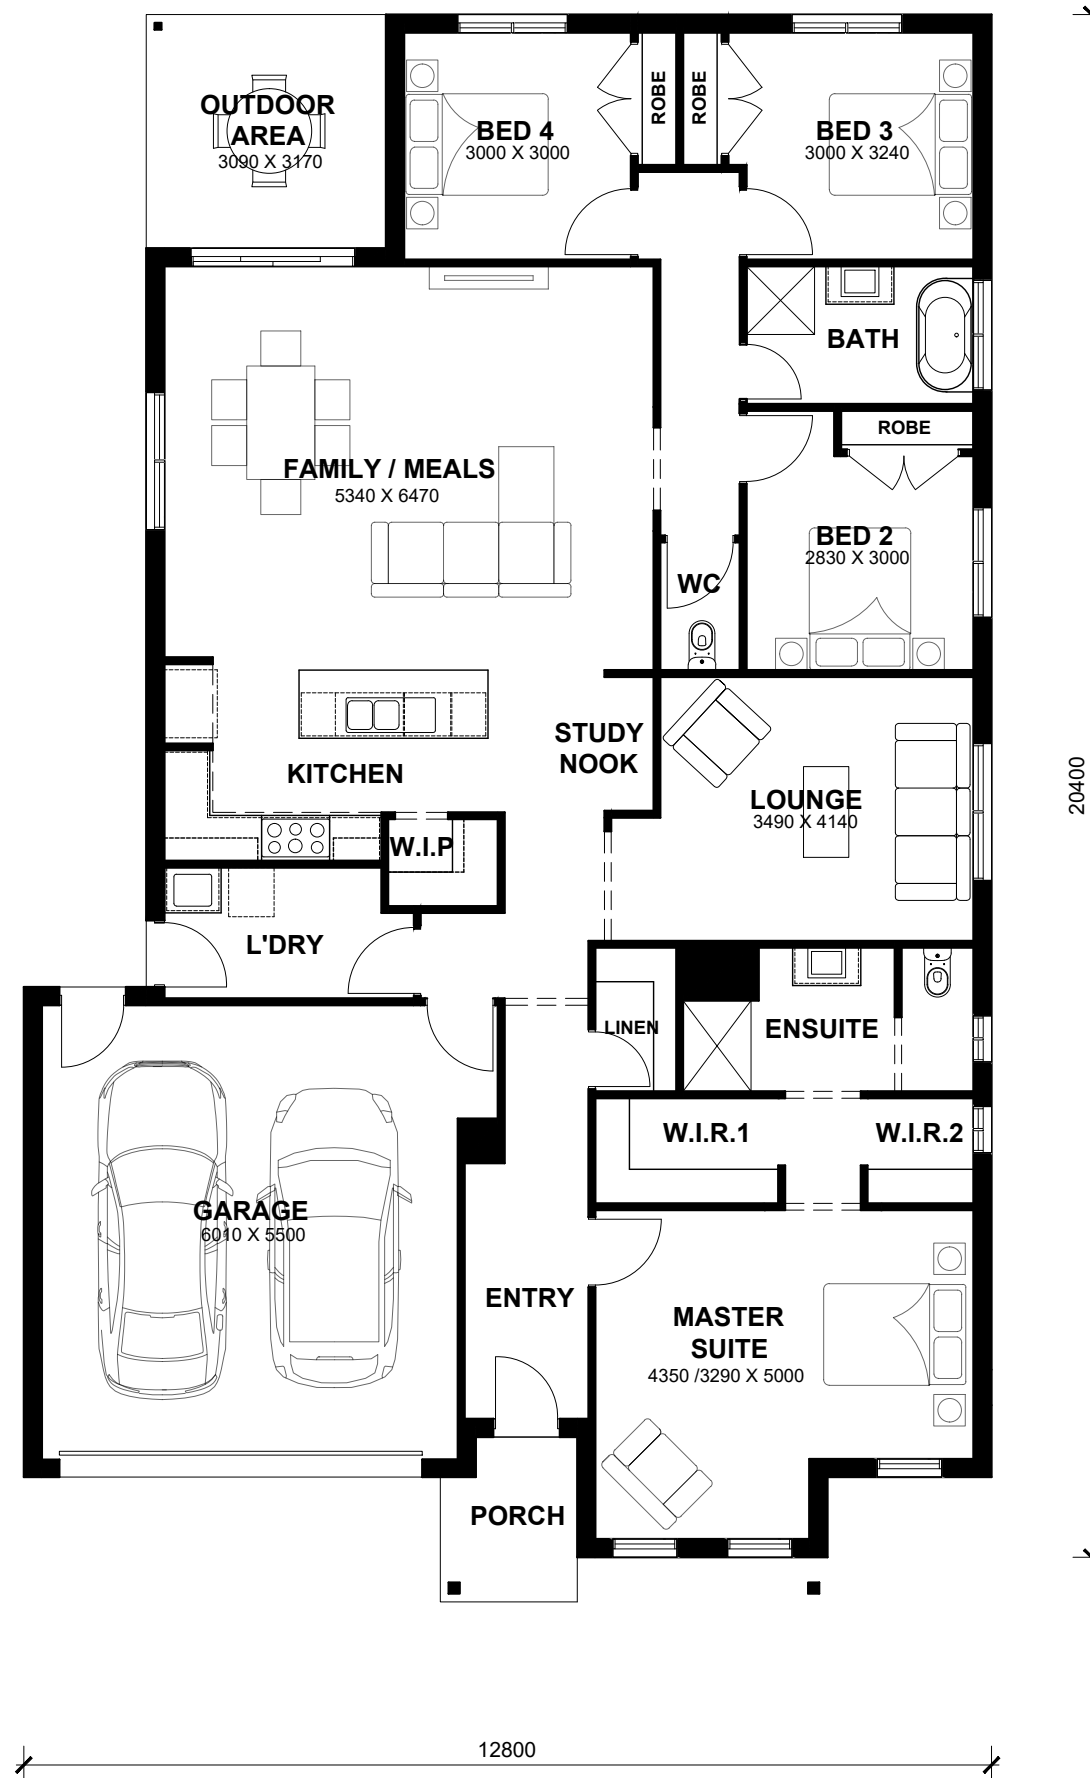 OUTDOOR
AREA
3090 X 3170
BED 4
3000 X 3000
ROBE
ROBE
BED 3
3000 X 3240
BATH
ROBE
FAMILY / MEALS
5340 X 6470
BED 2
2830 X 3000
WC
STUDY
NOOK
KITCHEN
LOUNGE
3490 X 4140
20400
W.I.P
L'DRY
LINEN
ENSUITE
W.I.R.1
W.I.R.2
GARAGE
6010 X 5500
ENTRY
MASTER
SUITE
4350 /3290 X 5000
PORCH
12800